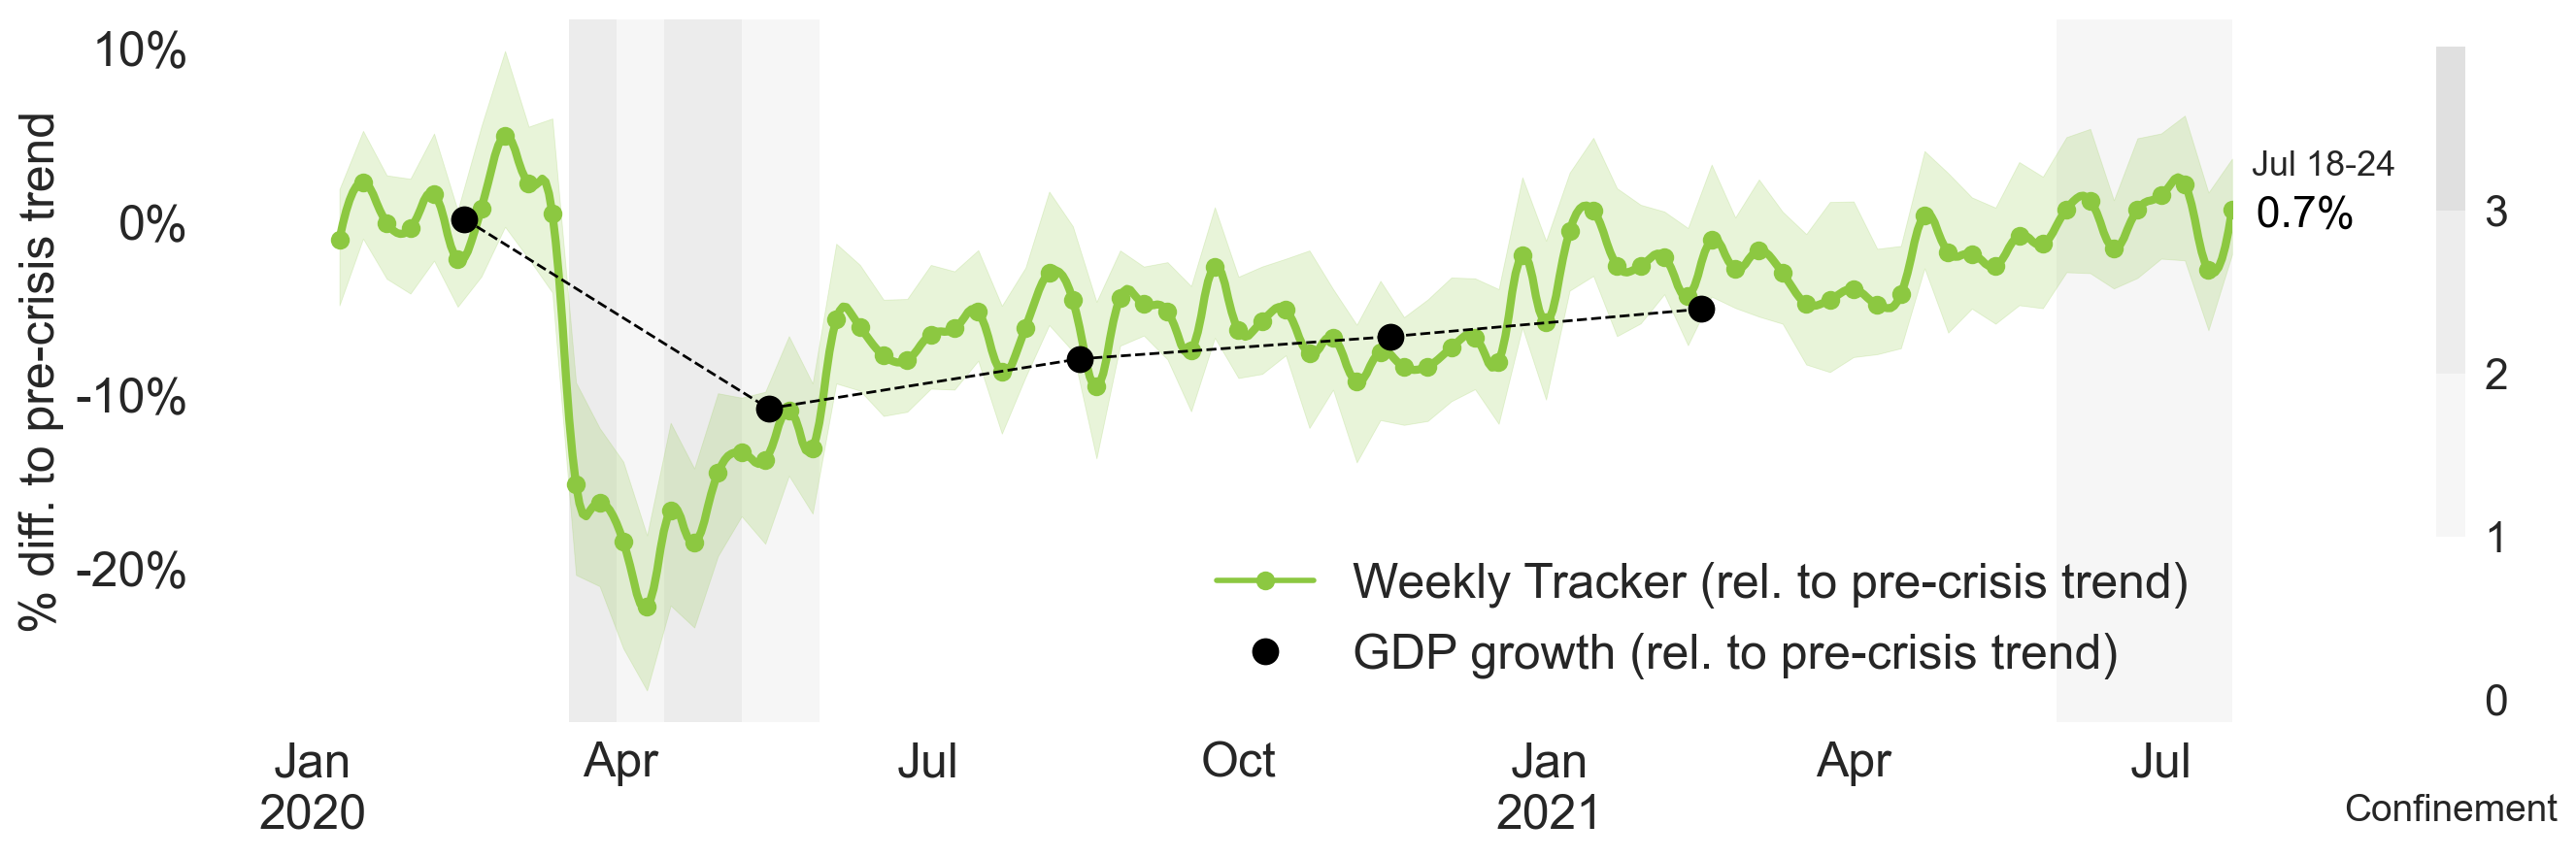 % diff. to pre-crisis trend
10%
0%
-10%
-20%
Jul 18-24
0.7%
Weekly Tracker (rel. to pre-crisis trend)
GDP growth (rel. to pre-crisis trend)
3
2
1
0
Jan Apr Jul Oct Jan Apr Jul
2020 2021
Confinement